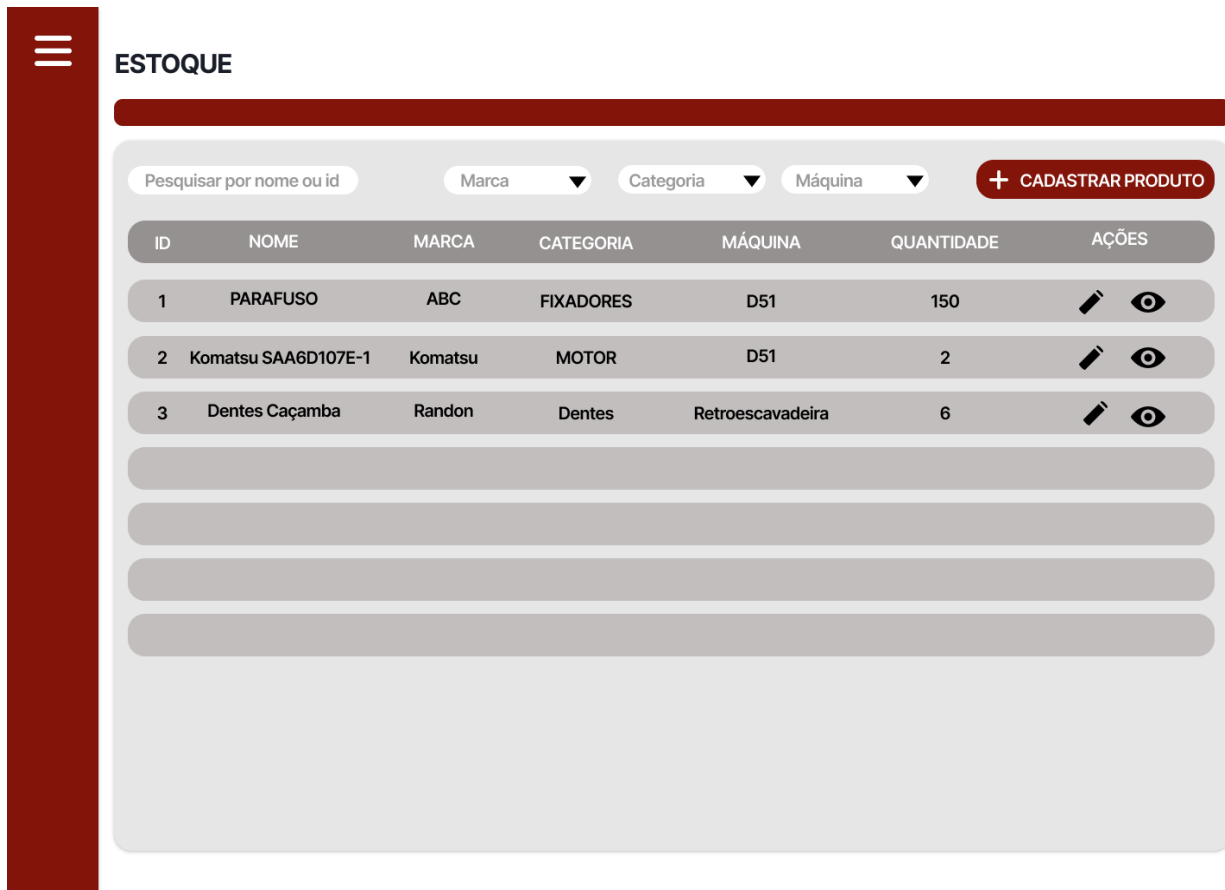 ESTOQUE
Pesquisar por nome ou id Marca Categoria Máquina CADASTRAR PRODUTO
ID NOME MARCA CATEGORIA MÁQUINA QUANTIDADE AÇÕES
1 PARAFUSO ABC FIXADORES D51 150
2 Komatsu SAA6D107E-1 Komatsu MOTOR D51 2
3 Dentes Caçamba Randon Dentes Retroescavadeira 6